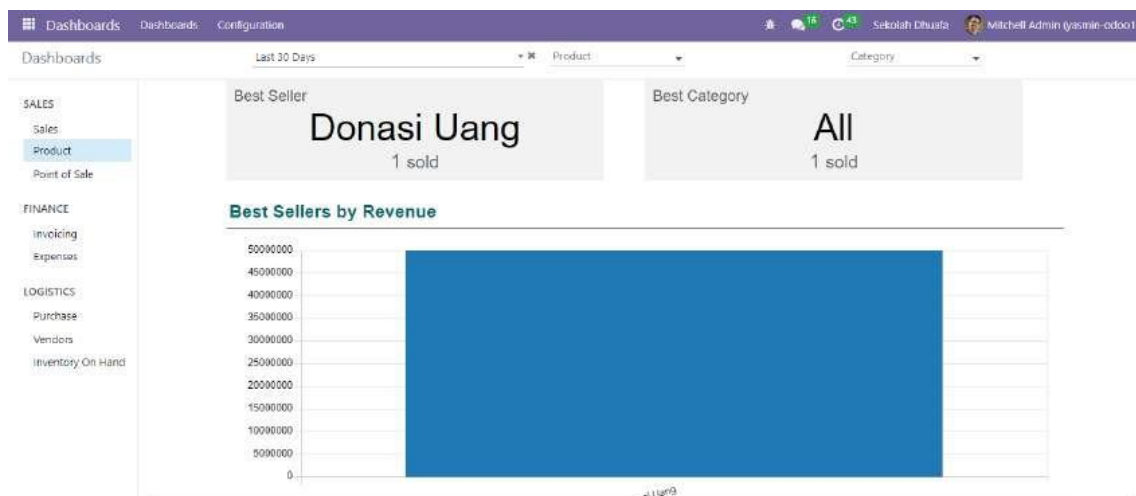 Dashboards Dashboards Configuration 16 43 Sekolah Dhuafa Mitchell Admin (yasmin-odoo1
Dashboards Last 30 Days Product Category
SALES
Sales
Product
Point of Sale
FINANCE
Invoicing
Expenses
LOGISTICS
Purchase
Vendors
Inventory On Hand
Best Seller
Donasi Uang
1 sold
Best Category
All
1 sold
Best Sellers by Revenue
50000000
45000000
40000000
35000000
30000000
25000000
20000000
15000000
10000000
5000000
0
Uang